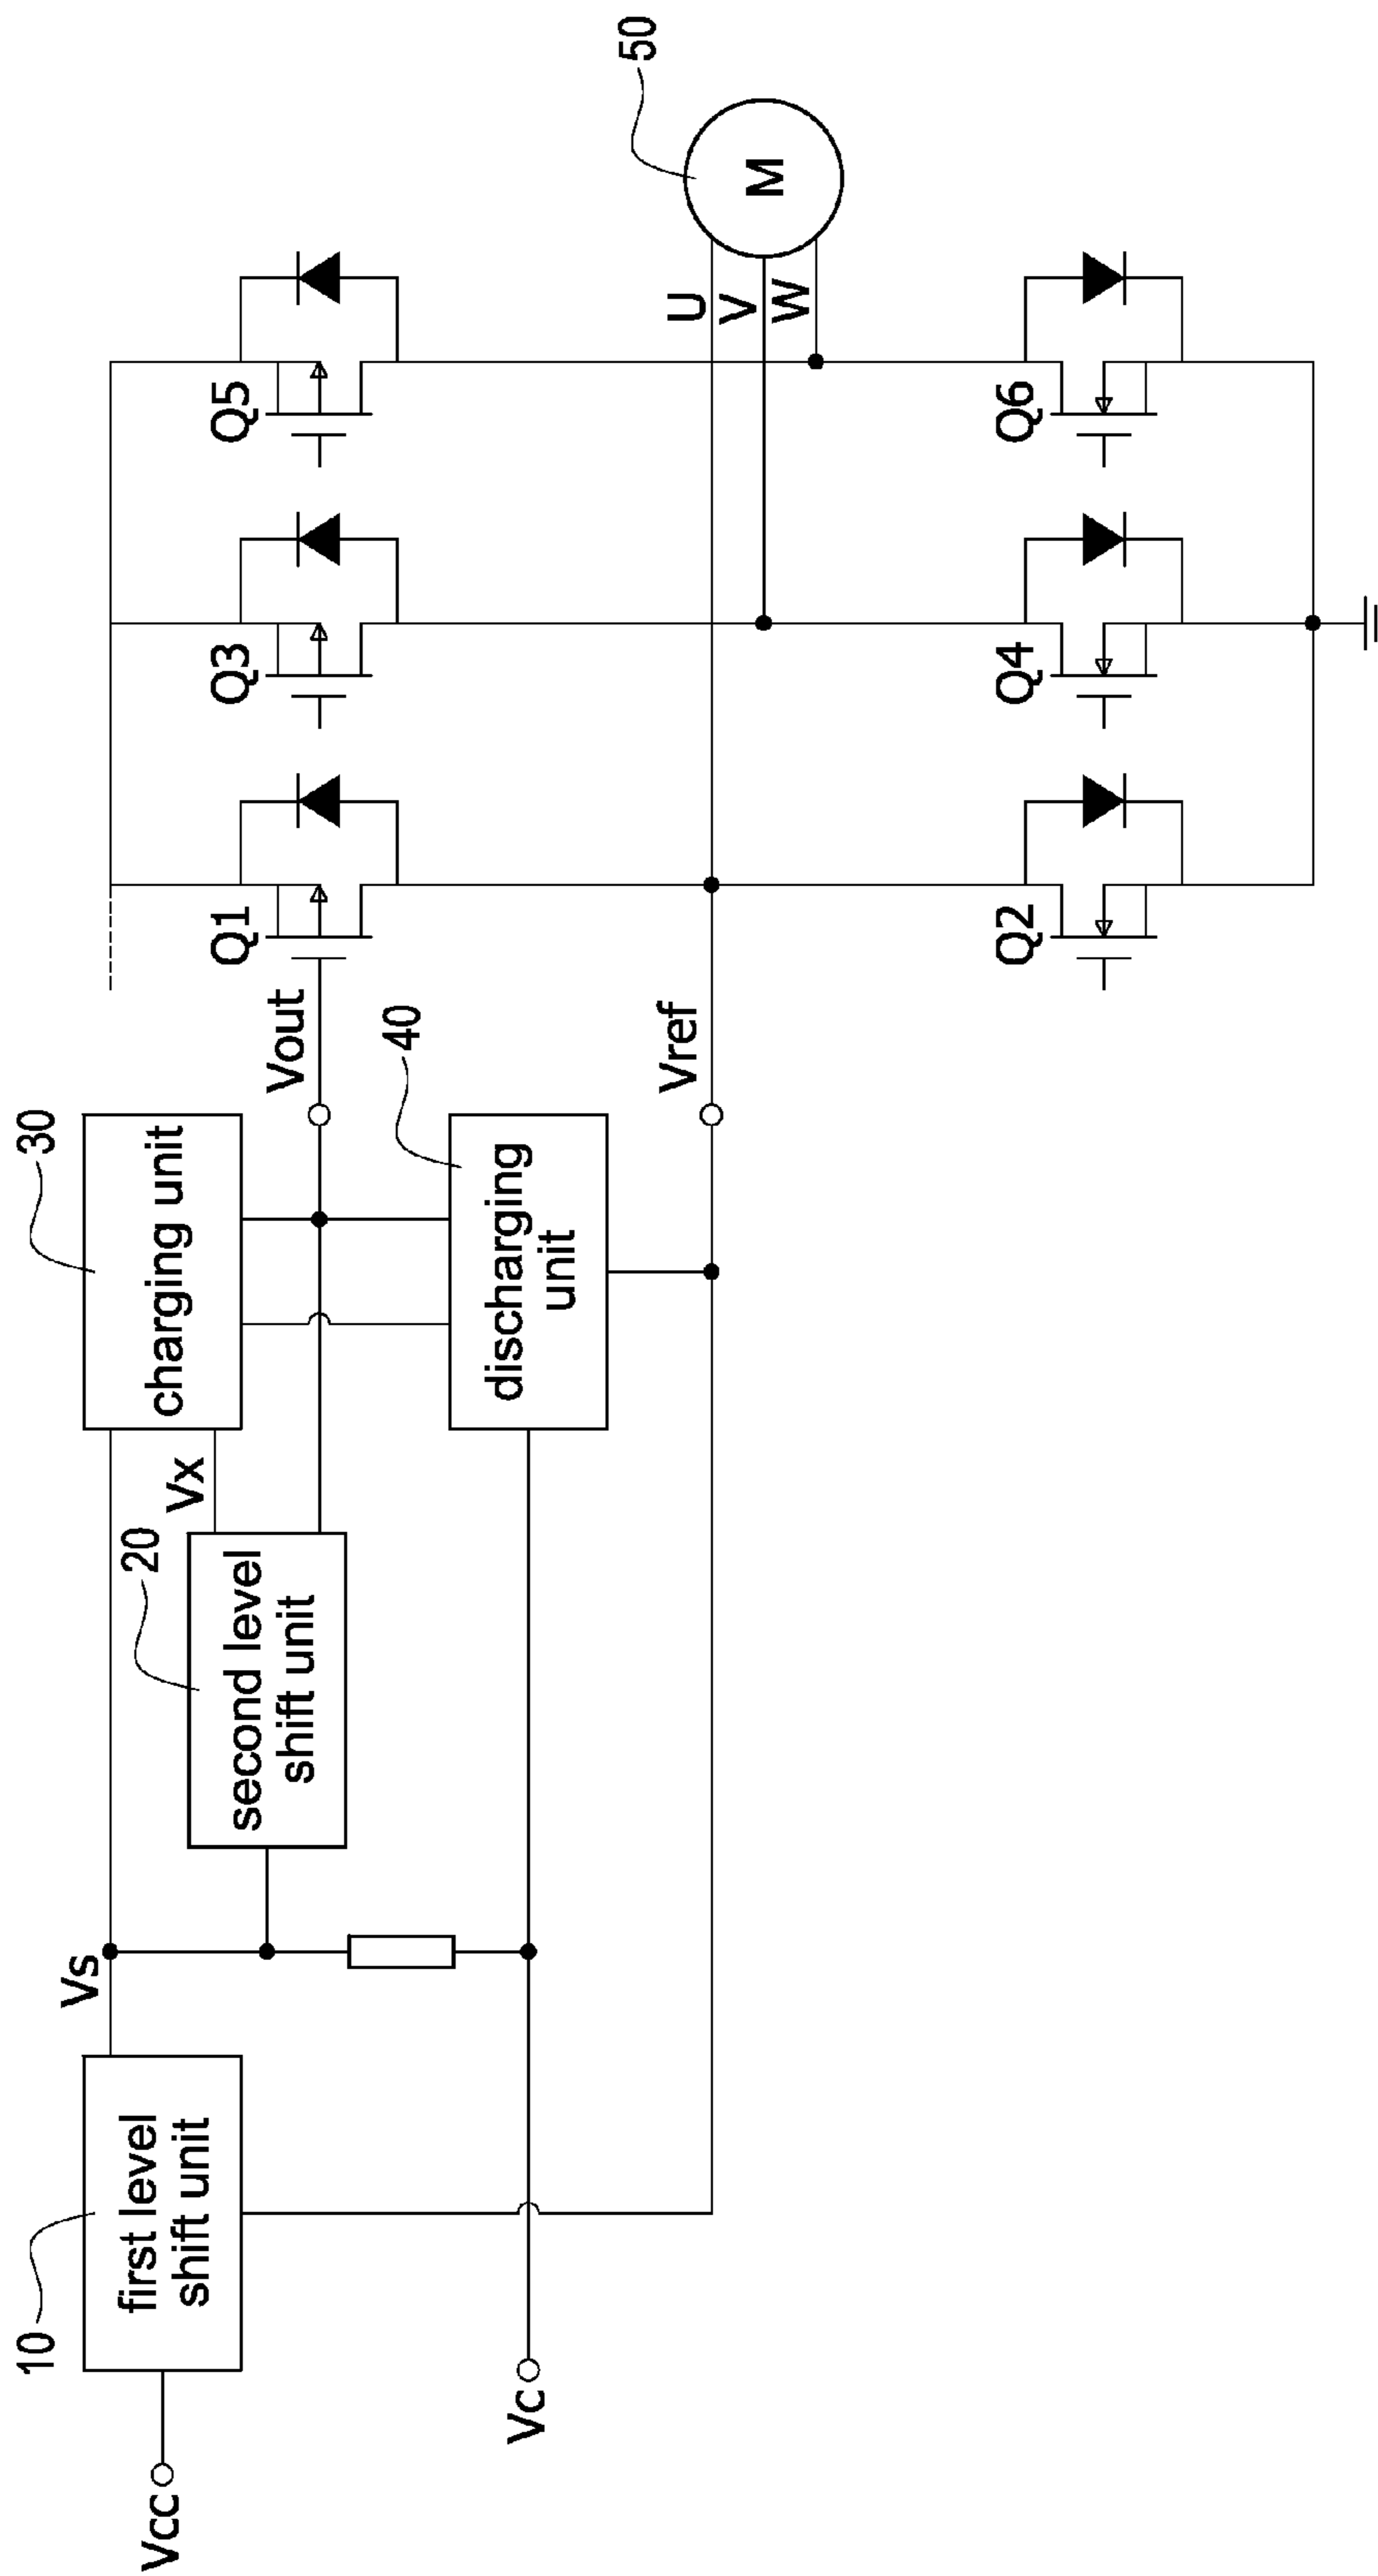 10
20
30
40
50
Vcc
first level
shift unit
Vs
second level
shift unit
Vx
charging unit
Vout
Vc
discharging
unit
Vref
Q1
Q3
Q5
Q2
Q4
Q6
U
V
W
M